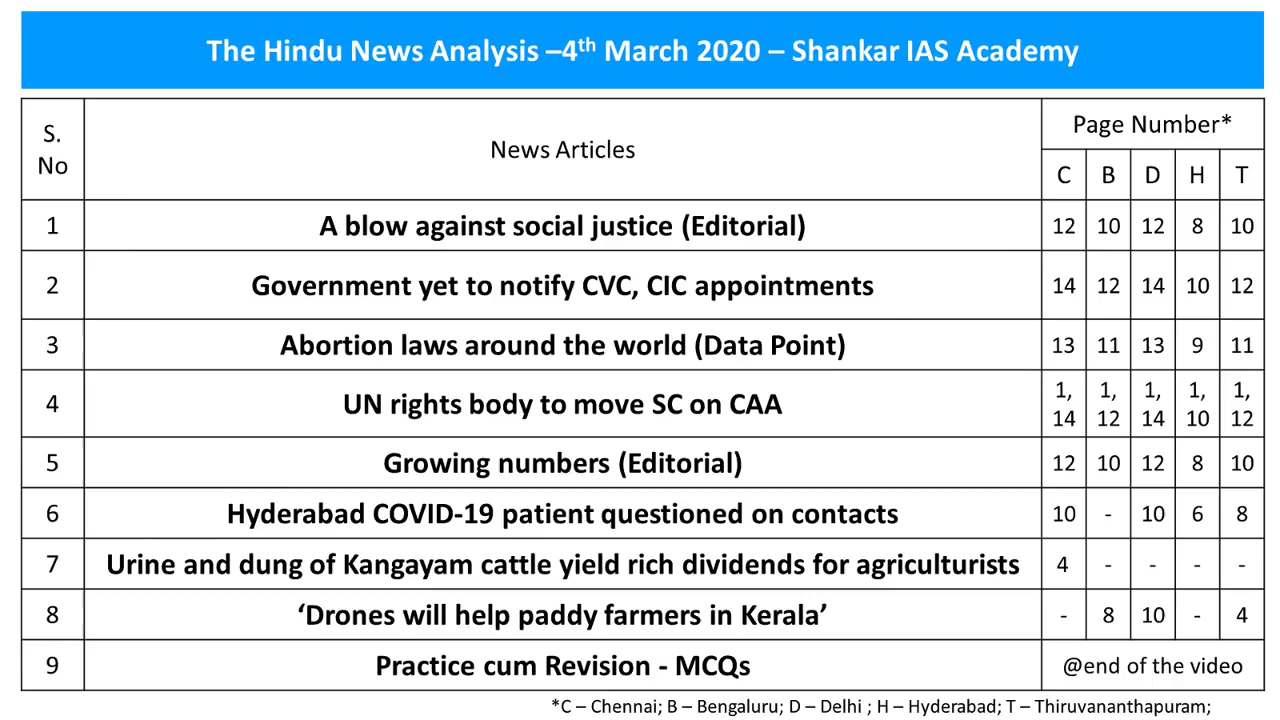 The Hindu News Analysis –4th March 2020 – Shankar IAS Academy
S. No News Articles Page Number*
C B D H T
1 A blow against social justice (Editorial) 12 10 12 8 10
2 Government yet to notify CVC, CIC appointments 14 12 14 10 12
3 Abortion laws around the world (Data Point) 13 11 13 9 11
4 UN rights body to move SC on CAA 1, 14 1, 12 1, 14 1, 10 1, 12
5 Growing numbers (Editorial) 12 10 12 8 10
6 Hyderabad COVID-19 patient questioned on contacts 10 - 10 6 8
7 Urine and dung of Kangayam cattle yield rich dividends for agriculturists 4 - - - -
8 ‘Drones will help paddy farmers in Kerala’ - 8 10 - 4
9 Practice cum Revision - MCQs @end of the video
*C – Chennai; B – Bengaluru; D – Delhi ; H – Hyderabad; T – Thiruvananthapuram;